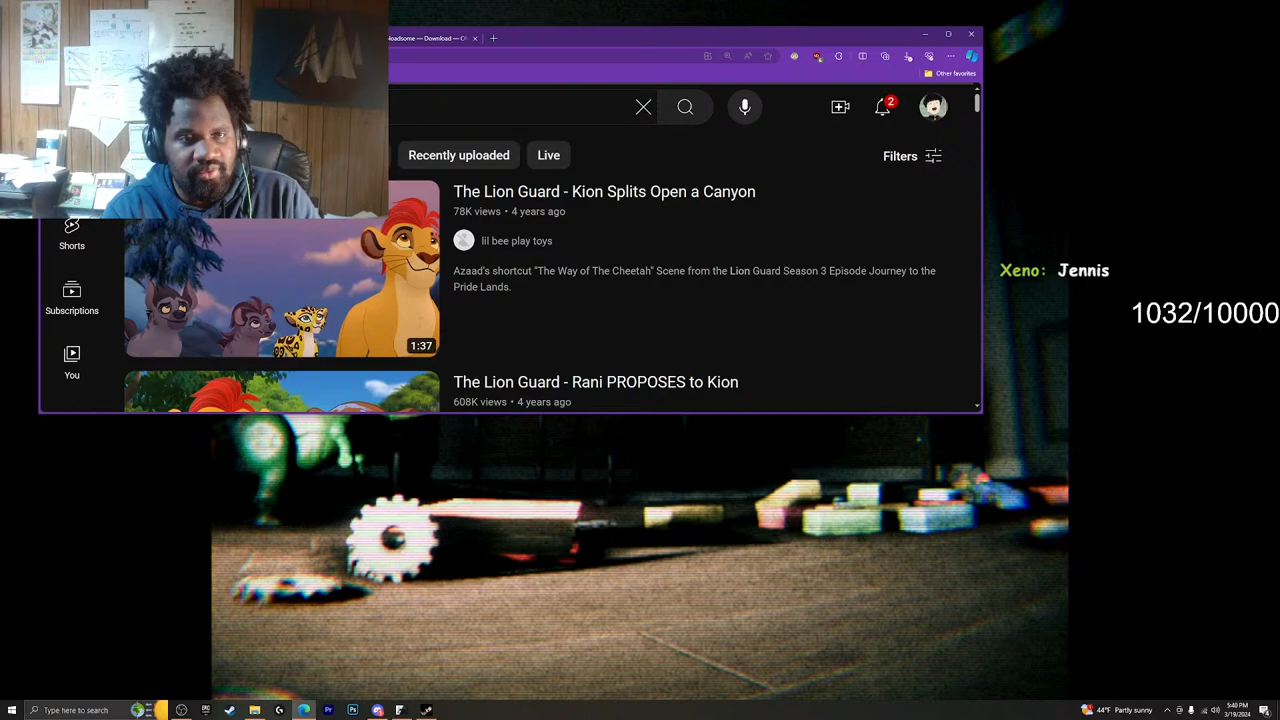 Recently uploaded
Live
Filters
2
The Lion Guard - Kion Splits Open a Canyon
78K views • 4 years ago
lil bee play toys
Azaad's shortcut "The Way of The Cheetah" Scene from the Lion Guard Season 3 Episode Journey to the
Pride Lands.
1:37
The Lion Guard - Rani PROPOSES to Kion
608K views • 4 years ago
Shorts
Subscriptions
You
Other favorites
Xeno: Jennis
1032/10000
Type here to search
44°F Partly sunny
5:40 PM
3/19/2024